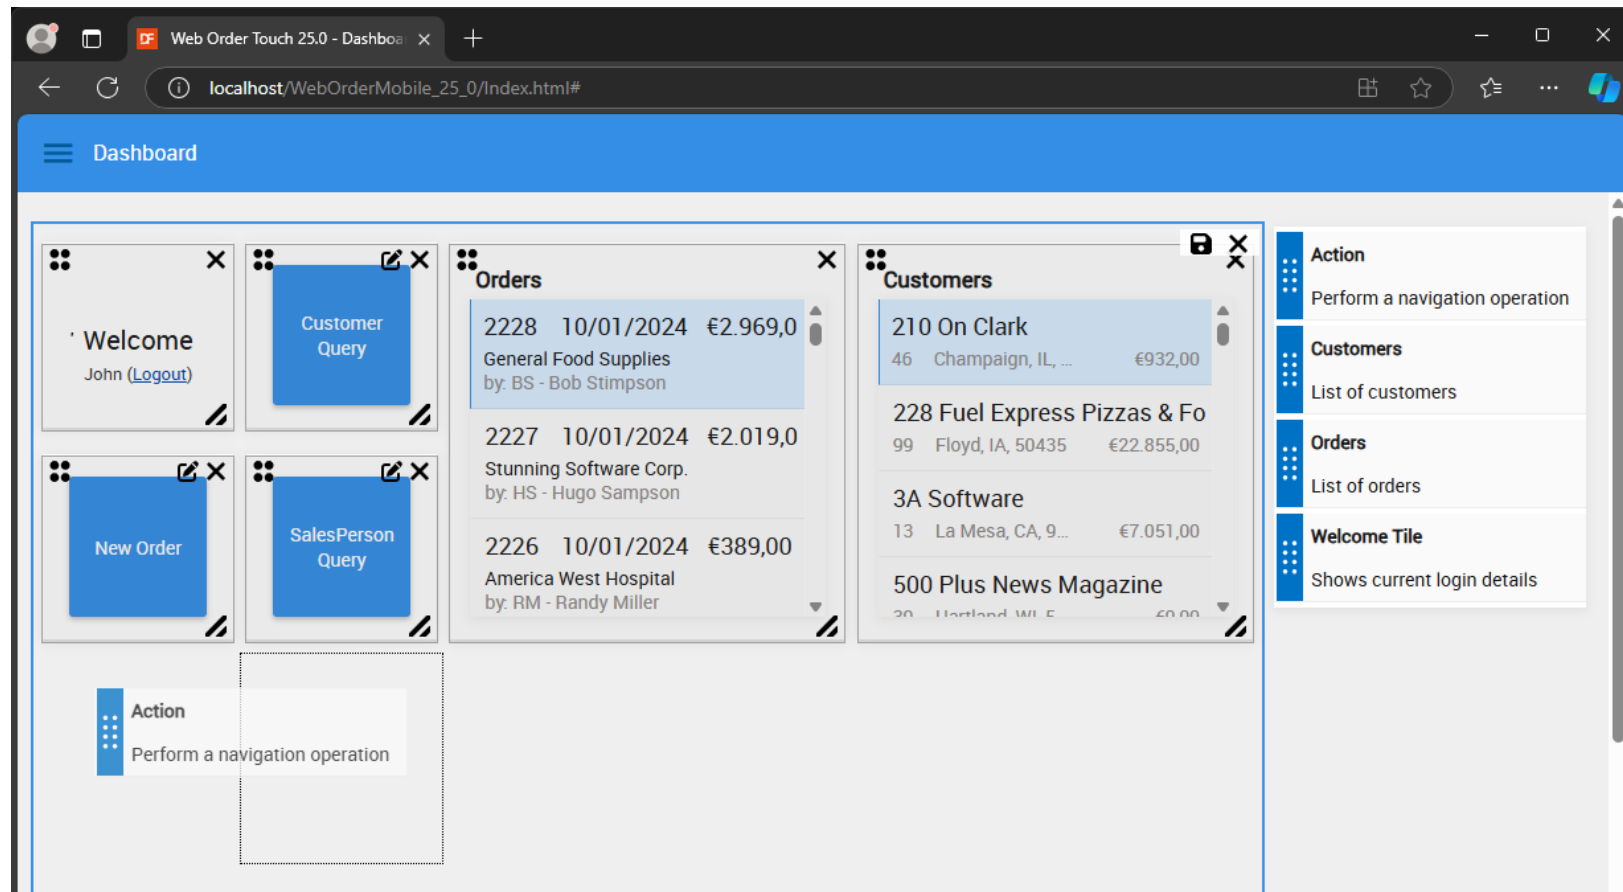 Web Order Touch 25.0 - Dashboa
localhost/WebOrderMobile_25_0/Index.html#
Dashboard
Welcome
John (Logout)
Customer
Query
New Order
SalesPerson
Query
Orders
2228 10/01/2024 €2.969,0
General Food Supplies
by: BS - Bob Stimpson
2227 10/01/2024 €2.019,0
Stunning Software Corp.
by: HS - Hugo Sampson
2226 10/01/2024 €389,00
America West Hospital
by: RM - Randy Miller
Customers
210 On Clark
46 Champaign, IL, ... €932,00
228 Fuel Express Pizzas & Fo
99 Floyd, IA, 50435 €22.855,00
3A Software
13 La Mesa, CA, 9... €7.051,00
500 Plus News Magazine
Action
Perform a navigation operation
Customers
List of customers
Orders
List of orders
Welcome Tile
Shows current login details
Action
Perform a navigation operation